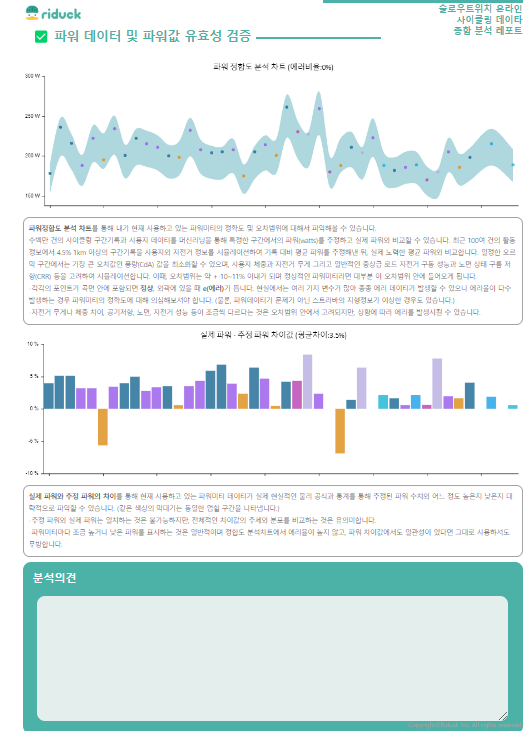 riduck
슬로우트위치 온라인
사이클링 데이타
종합 분석 레포트
파워 데이터 및 파워값 유효성 검증
파워 정합도 분석 차트 (에러비율:0%)
300 W
250 W
200 W
150 W
파워정합도 분석 차트를 통해 내가 현재 사용하고 있는 파워미터의 정확도 및 오차범위에 대해서 파악해볼 수 있습니다.
수백만 건의 사이클링 구간기록과 사용자 데이터를 머신러닝을 통해 특정한 구간에서의 파워(watts)를 추정하고 실제 파워와 비교할 수 있습니다. 최근 100여 건의 활동
정보에서 4.5% 1km 이상의 구간기록을 사용자와 자전거 정보를 시뮬레이션하여 기록 대비 평균 파워를 추정해낸 뒤, 실제 노력한 평균 파워와 비교합니다. 일정한 오르
막 구간에서는 가장 큰 오차값인 풍량(CdA) 값을 최소화할 수 있으며, 사용자 체중과 자전거 무게 그리고 일반적인 중상급 로드 자전거 구동 성능과 노면 상태 구름 저
항(CRR) 등을 고려하여 시뮬레이션합니다. 이때, 오차범위는 약 + 10~11% 이내가 되며 정상적인 파워미터라면 대부분 이 오차범위 안에 들어오게 됩니다.
· 각각의 포인트가 곡면 안에 포함되면 정상, 외곽에 있을 때 e(에러)가 뜹니다. 현실에서는 여러 가지 변수가 많아 종종 에러 데이타가 발생할 수 있으니 에러율이 다수
발생하는 경우 파워미터의 정확도에 대해 의심해보셔야 합니다. (물론, 파워데이타가 문제가 아닌 스트라바의 지형정보가 이상한 경우도 있습니다.)
· 자전거 무게나 체중 차이, 공기저항, 노면, 자전거 성능 등이 조금씩 다르다는 것은 오차범위 안에서 고려되지만, 상황에 따라 에러를 발생시킬 수 있습니다.
실제 파워 - 추정 파워 차이값 (평균차이:3.5%)
10 %
5 %
0 %
-5 %
-10 %
실제 파워와 추정 파워의 차이를 통해 현재 사용하고 있는 파워미터 데이타가 실제 현실적인 물리 공식과 통계를 통해 추정된 파워 수치와 어느 정도 높은지 낮은지 대
략적으로 파악할 수 있습니다. (같은 색상의 막대기는 동일한 업힐 구간을 나타냅니다.)
· 추정 파워와 실제 파워는 일치하는 것은 불가능하지만, 전체적인 차이값의 추세와 분포를 비교하는 것은 유의미합니다.
· 파워미터마다 조금 높거나 낮은 파워를 표시하는 것은 일반적이며 정합도 분석차트에서 에러율이 높지 않고, 파워 차이값에서도 일관성이 있다면 그대로 사용하셔도
무방합니다.
분석의견